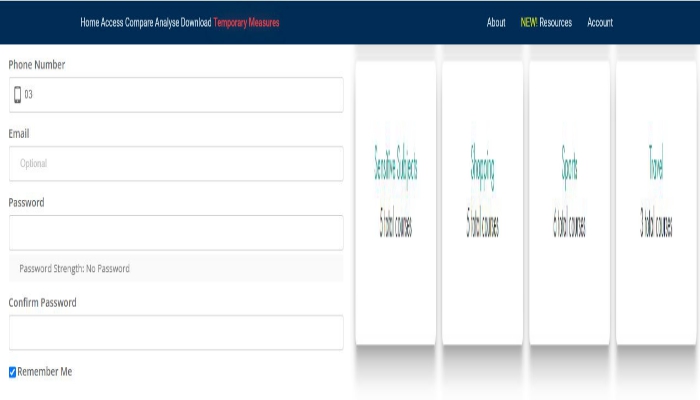 Home Access Compare Analyse Download Temporary Measures
About NEW! Resources Account
Phone Number
03
Email
Optional
Password
Password Strength: No Password
Confirm Password
Remember Me
Sensitive Subjects
5 total courses
Shopping
5 total courses
Sports
6 total courses
Travel
3 total courses